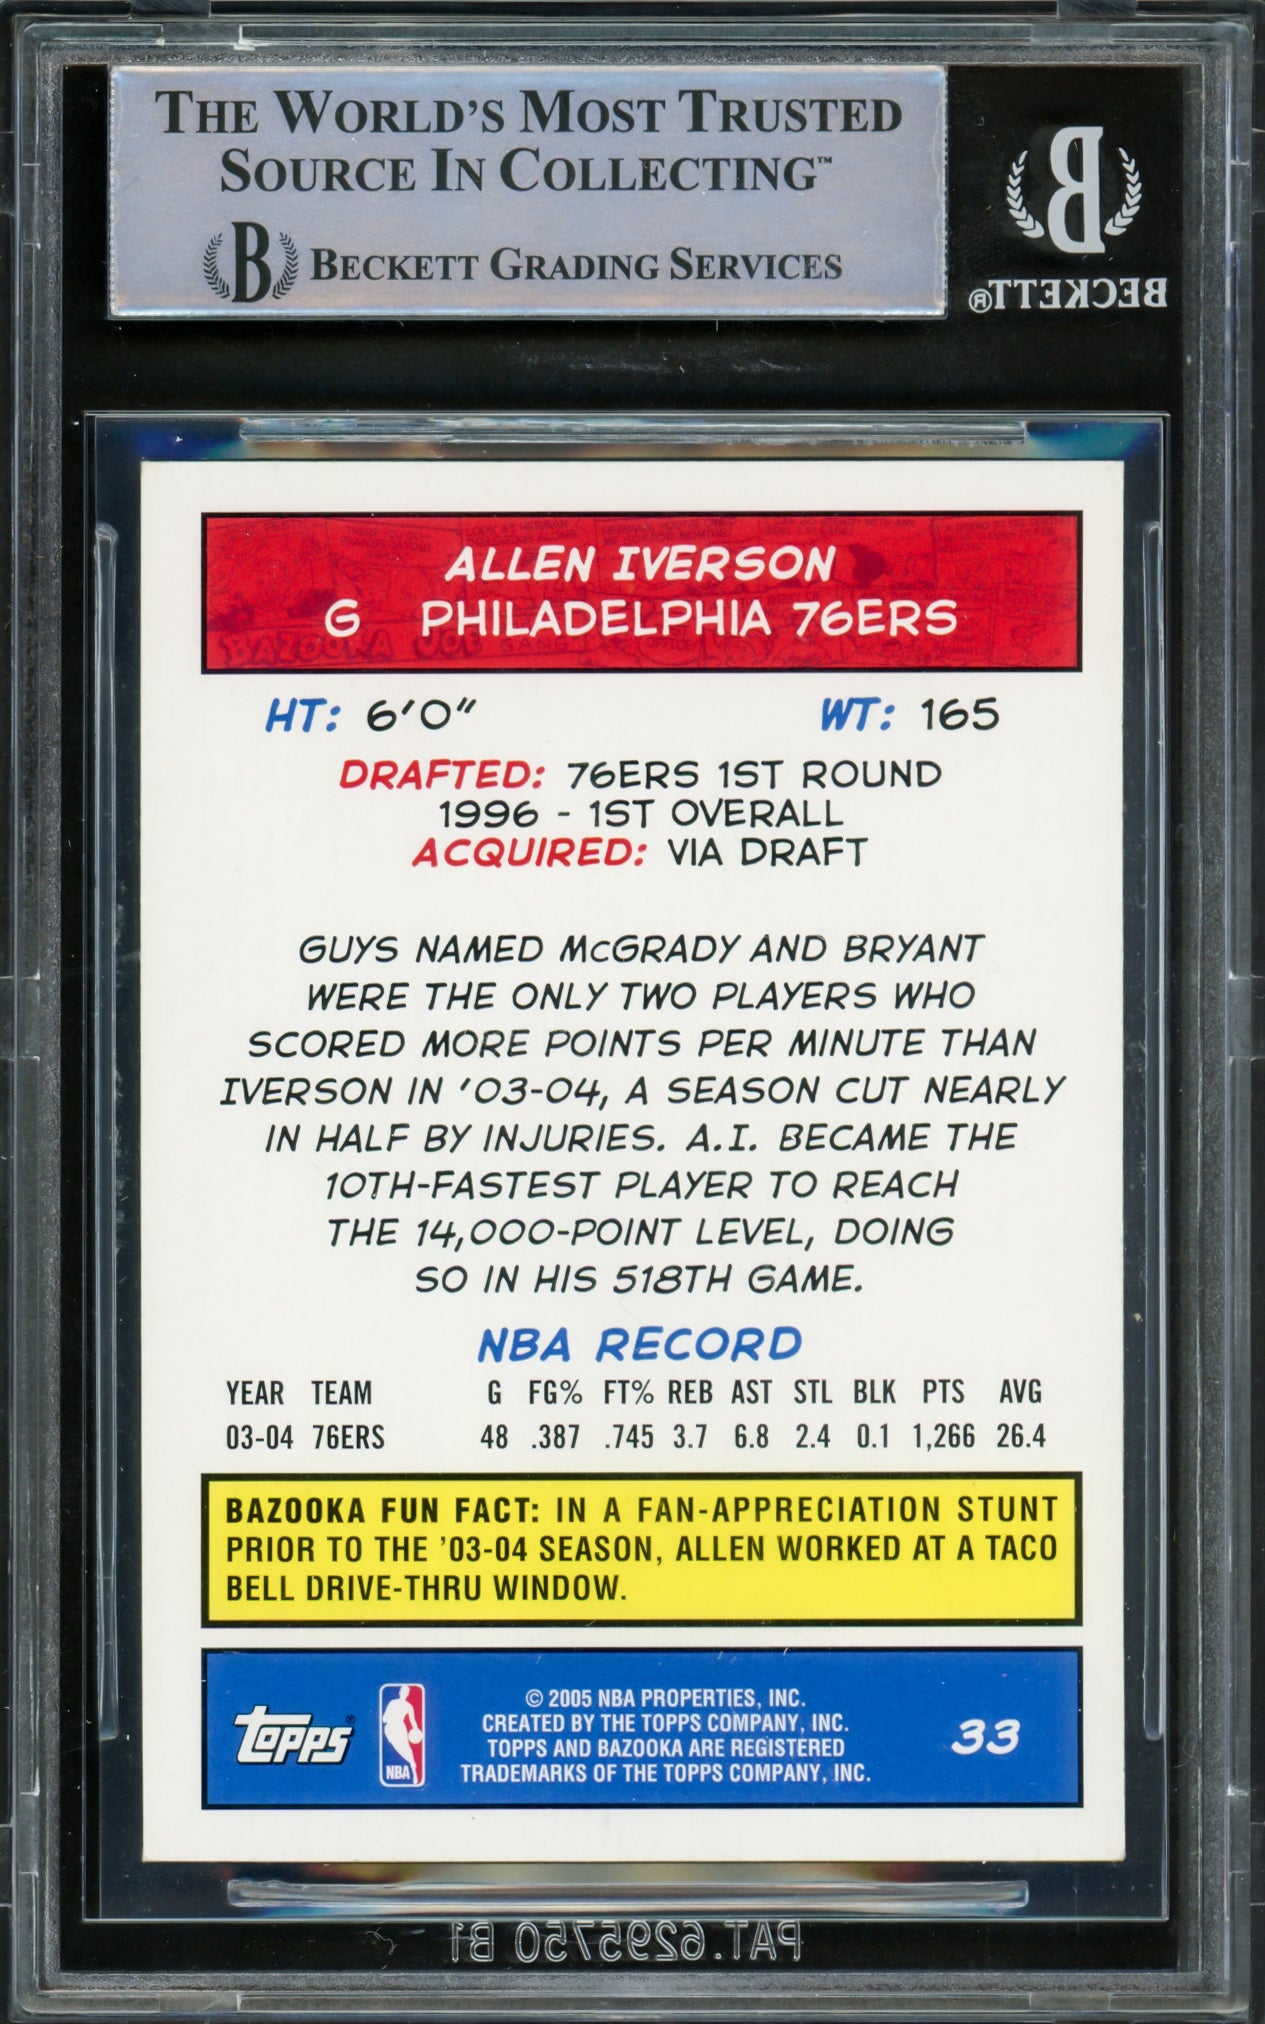 THE WORLD'S MOST TRUSTED
SOURCE IN COLLECTING™
B BECKETT GRADING SERVICES
B
BECKETT®
ALLEN IVERSON
G PHILADELPHIA 76ERS
BAZOOKA JOE GANG
HT: 6'0" WT: 165
DRAFTED: 76ERS 1ST ROUND
1996 - 1ST OVERALL
ACQUIRED: VIA DRAFT
GUYS NAMED McGRADY AND BRYANT
WERE THE ONLY TWO PLAYERS WHO
SCORED MORE POINTS PER MINUTE THAN
IVERSON IN '03-04, A SEASON CUT NEARLY
IN HALF BY INJURIES. A.I. BECAME THE
10TH-FASTEST PLAYER TO REACH
THE 14,000-POINT LEVEL, DOING
SO IN HIS 518TH GAME.
NBA RECORD
YEAR TEAM G FG% FT% REB AST STL BLK PTS AVG
03-04 76ERS 48 .387 .745 3.7 6.8 2.4 0.1 1,266 26.4
BAZOOKA FUN FACT: IN A FAN-APPRECIATION STUNT
PRIOR TO THE '03-04 SEASON, ALLEN WORKED AT A TACO
BELL DRIVE-THRU WINDOW.
TOPPS®
NBA
© 2005 NBA PROPERTIES, INC.
CREATED BY THE TOPPS COMPANY, INC.
TOPPS AND BAZOOKA ARE REGISTERED
TRADEMARKS OF THE TOPPS COMPANY, INC.
33
PAT.6295750 B1